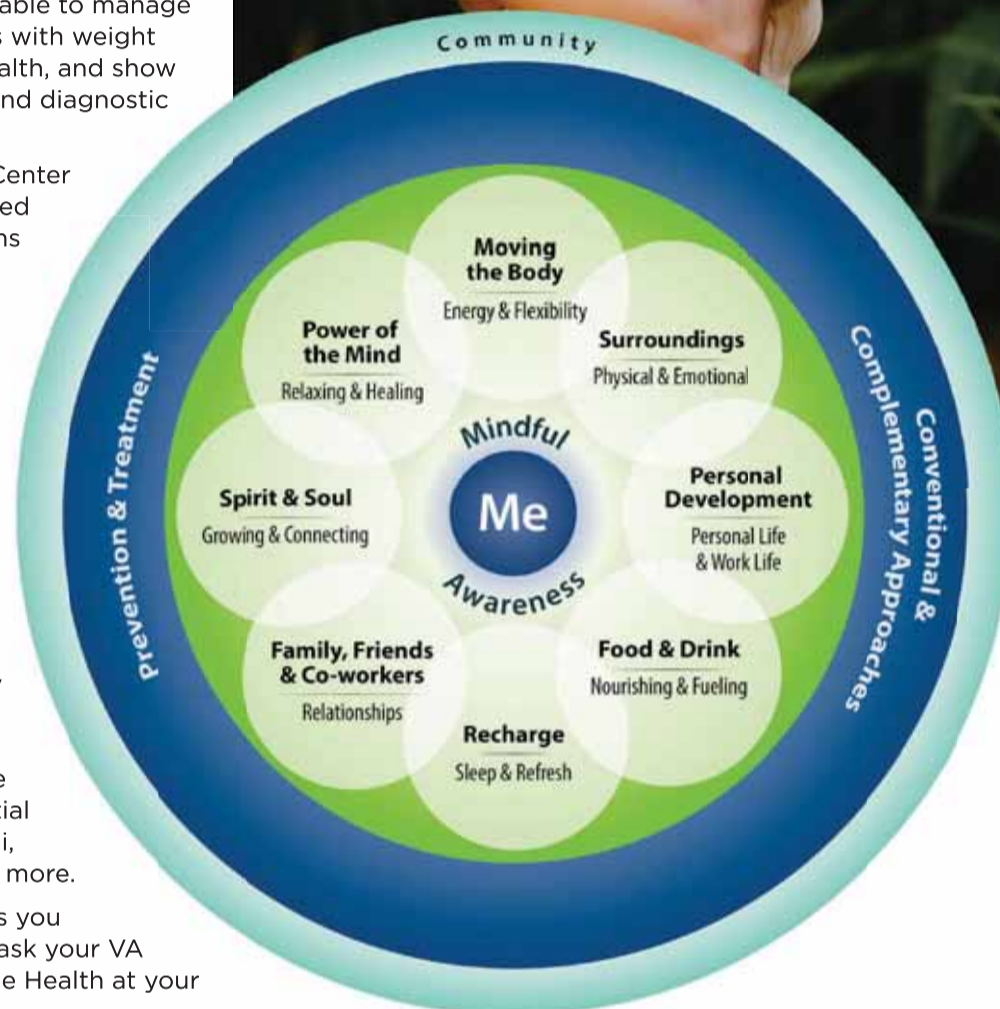 able to manage
with weight
alth, and show
nd diagnostic
Center
ed
ns
e
tial
i,
more.
s you
ask your VA
e Health at your
Community
Prevention & Treatment
Conventional &
Complementary Approaches
Moving
the Body
Energy & Flexibility
Surroundings
Physical & Emotional
Personal
Development
Personal Life
& Work Life
Food & Drink
Nourishing & Fueling
Recharge
Sleep & Refresh
Family, Friends
& Co-workers
Relationships
Spirit & Soul
Growing & Connecting
Power of
the Mind
Relaxing & Healing
Mindful
Me
Awareness